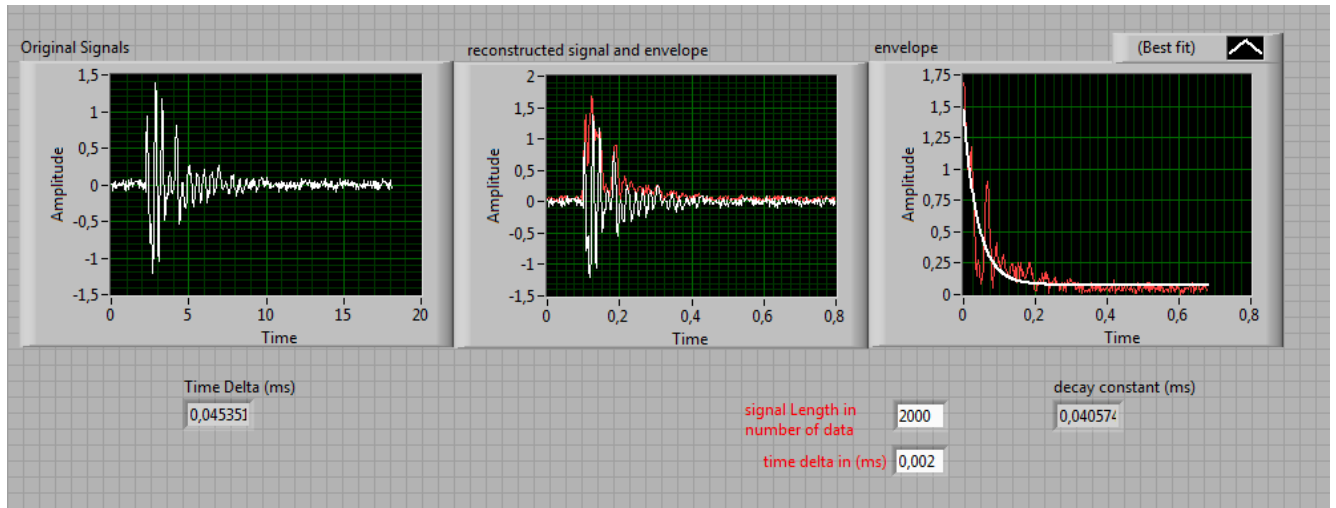 Original Signals
1,5
1
0,5
0
-0,5
-1
-1,5
Amplitude
0
5
10
15
20
Time
reconstructed signal and envelope
2
1,5
1
0,5
0
-0,5
-1
-1,5
Amplitude
0
0,2
0,4
0,6
0,8
Time
envelope
(Best fit)
1,75
1,5
1,25
1
0,75
0,5
0,25
0
Amplitude
0
0,2
0,4
0,6
0,8
Time
Time Delta (ms)
0,045351
signal Length in
number of data
2000
time delta in (ms)
0,002
decay constant (ms)
0,040574